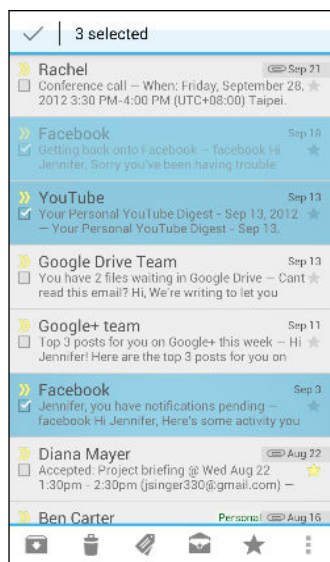 3 selected
Rachel Sep 21
Conference call — When: Friday, September 28,
2012 3:30 PM-4:00 PM (UTC+08:00) Taipei.
Facebook Sep 18
Getting back onto Facebook — facebook Hi
Jennifer, Sorry you've been having trouble
YouTube Sep 13
Your Personal YouTube Digest - Sep 13, 2012
— Your Personal YouTube Digest - Sep 13,
Google Drive Team Sep 13
You have 2 files waiting in Google Drive — Cant
read this email? Hi, We're writing to let you
Google+ team Sep 11
Top 3 posts for you on Google+ this week — Hi
Jennifer! Here are the top 3 posts for you on
Facebook Sep 3
Jennifer, you have notifications pending —
facebook Hi Jennifer, Here's some activity you
Diana Mayer Aug 22
Accepted: Project briefing @ Wed Aug 22
1:30pm - 2:30pm (jsinger330@gmail.com) —
Ben Carter Personal Aug 16